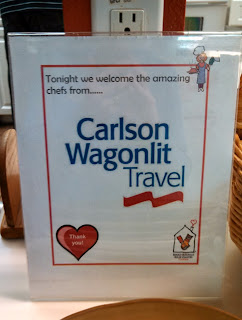 Tonight we welcome the amazing
chefs from......
Carlson
Wagonlit
Travel
Thank
you!